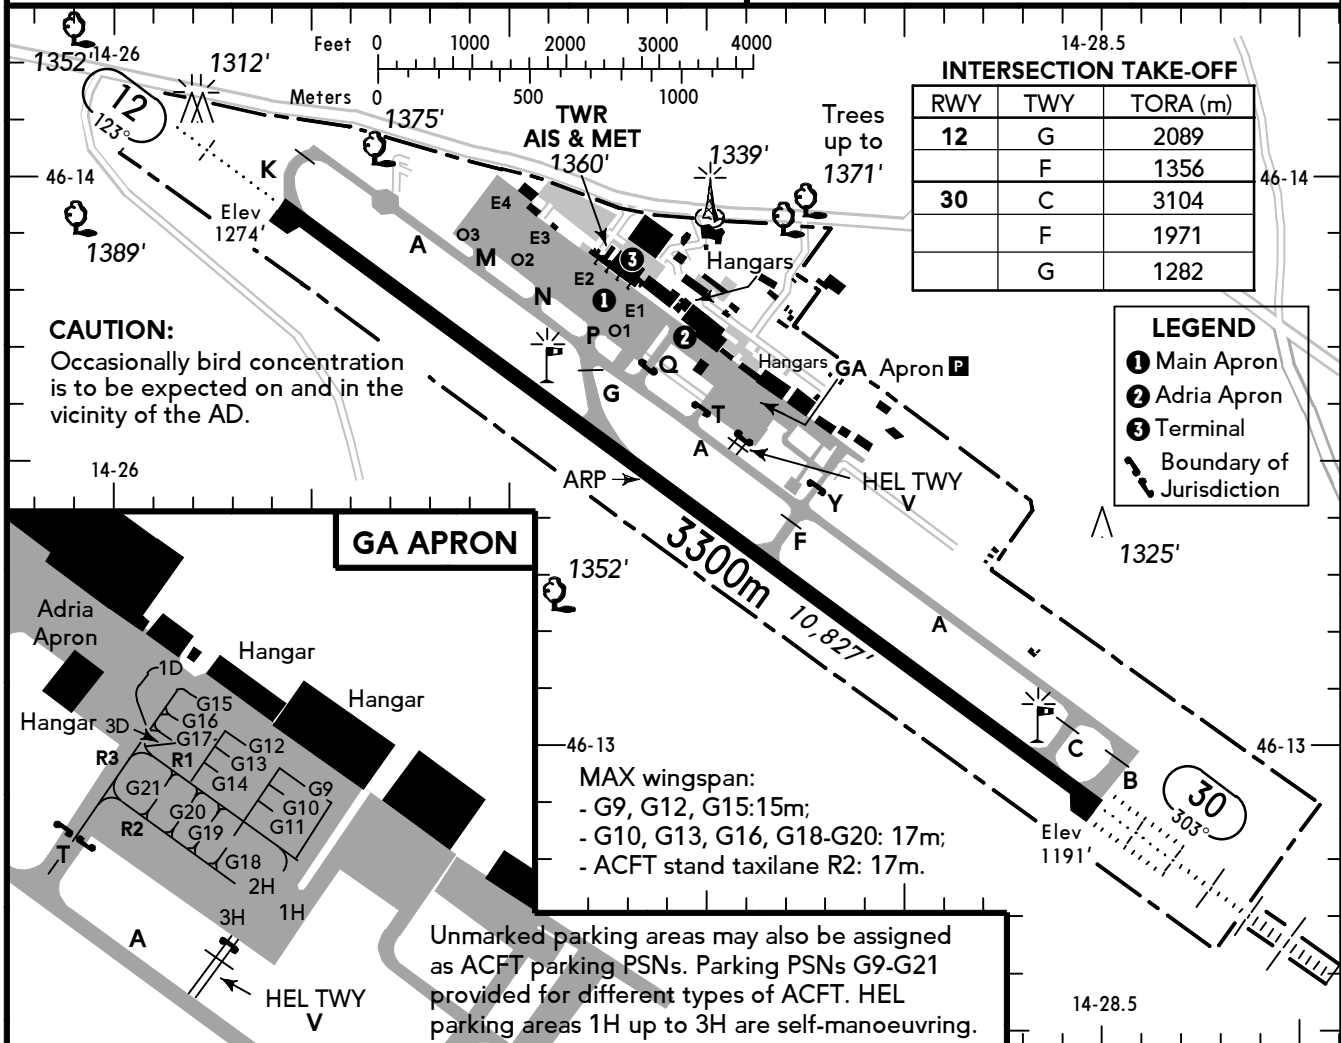 Feet 0 1000 2000 3000 4000
Meters 0 500 1000
14-26
14-28.5
1352'
1312'
12
123°
1375'
TWR
AIS & MET
1360'
1339'
Trees
up to
1371'
INTERSECTION TAKE-OFF
RWY TWY TORA (m)
12 G 2089
F 1356
30 C 3104
F 1971
G 1282
46-14
46-14
K
Elev
1274'
1389'
A
E4
O3
E3
M
O2
N
E2
1
3
E1
O1
P
2
Q
Hangars
Hangars
GA Apron P
G
T
A
HEL TWY
V
Y
F
ARP
LEGEND
1 Main Apron
2 Adria Apron
3 Terminal
Boundary of
Jurisdiction
CAUTION:
Occasionally bird concentration
is to be expected on and in the
vicinity of the AD.
14-26
3300m
10,827'
1352'
1325'
A
C
B
30
303°
46-13
46-13
Elev
1191'
MAX wingspan:
- G9, G12, G15:15m;
- G10, G13, G16, G18-G20: 17m;
- ACFT stand taxilane R2: 17m.
GA APRON
Adria
Apron
Hangar
Hangar
Hangar
1D
3D
G15
G16
G17
R3
R1
G12
G13
G14
G9
G10
G11
G21
G20
G19
G18
R2
T
2H
1H
3H
A
HEL TWY
V
Unmarked parking areas may also be assigned
as ACFT parking PSNs. Parking PSNs G9-G21
provided for different types of ACFT. HEL
parking areas 1H up to 3H are self-manoeuvring.
14-28.5